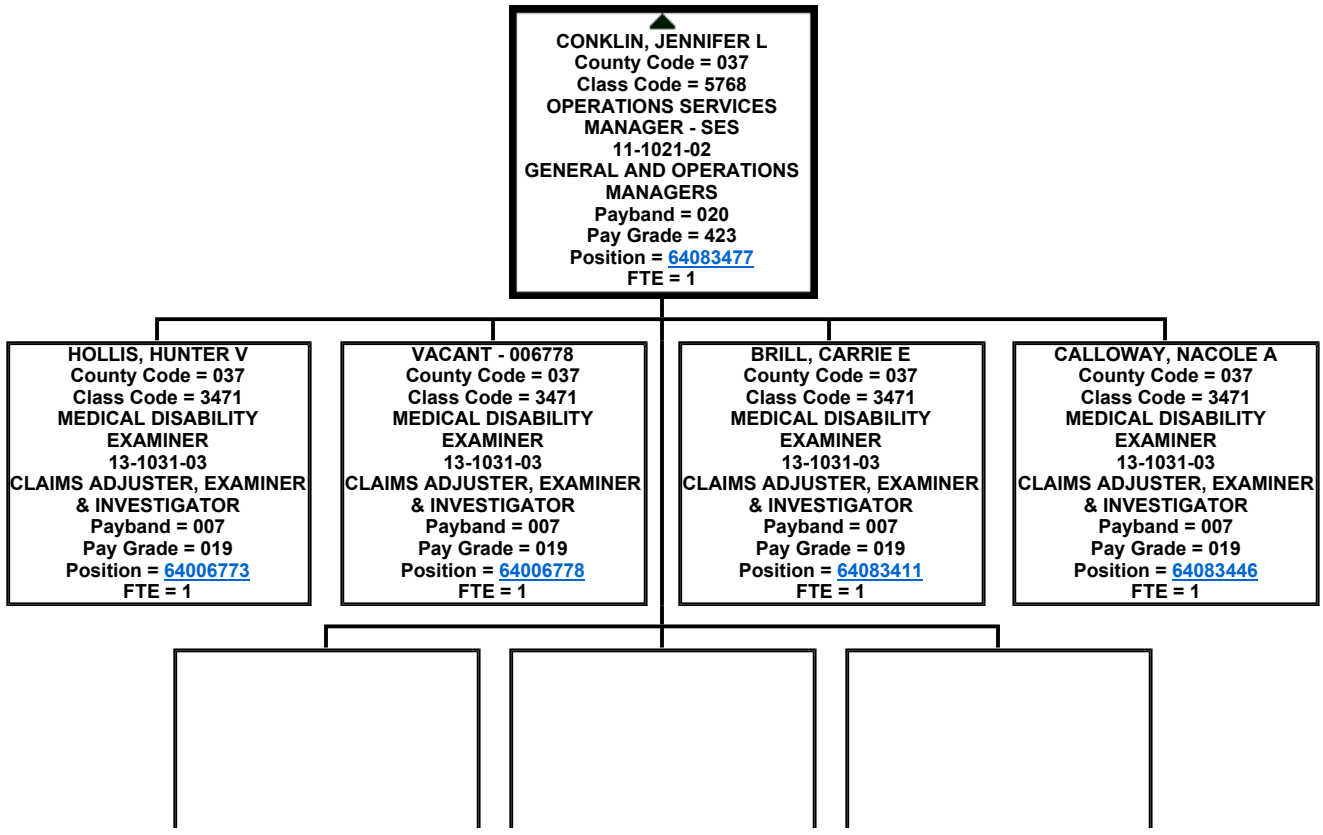 CONKLIN, JENNIFER L
County Code = 037
Class Code = 5768
OPERATIONS SERVICES
MANAGER - SES
11-1021-02
GENERAL AND OPERATIONS
MANAGERS
Payband = 020
Pay Grade = 423
Position = 64083477
FTE = 1
HOLLIS, HUNTER V
County Code = 037
Class Code = 3471
MEDICAL DISABILITY
EXAMINER
13-1031-03
CLAIMS ADJUSTER, EXAMINER
& INVESTIGATOR
Payband = 007
Pay Grade = 019
Position = 64006773
FTE = 1
VACANT - 006778
County Code = 037
Class Code = 3471
MEDICAL DISABILITY
EXAMINER
13-1031-03
CLAIMS ADJUSTER, EXAMINER
& INVESTIGATOR
Payband = 007
Pay Grade = 019
Position = 64006778
FTE = 1
BRILL, CARRIE E
County Code = 037
Class Code = 3471
MEDICAL DISABILITY
EXAMINER
13-1031-03
CLAIMS ADJUSTER, EXAMINER
& INVESTIGATOR
Payband = 007
Pay Grade = 019
Position = 64083411
FTE = 1
CALLOWAY, NACOLE A
County Code = 037
Class Code = 3471
MEDICAL DISABILITY
EXAMINER
13-1031-03
CLAIMS ADJUSTER, EXAMINER
& INVESTIGATOR
Payband = 007
Pay Grade = 019
Position = 64083446
FTE = 1